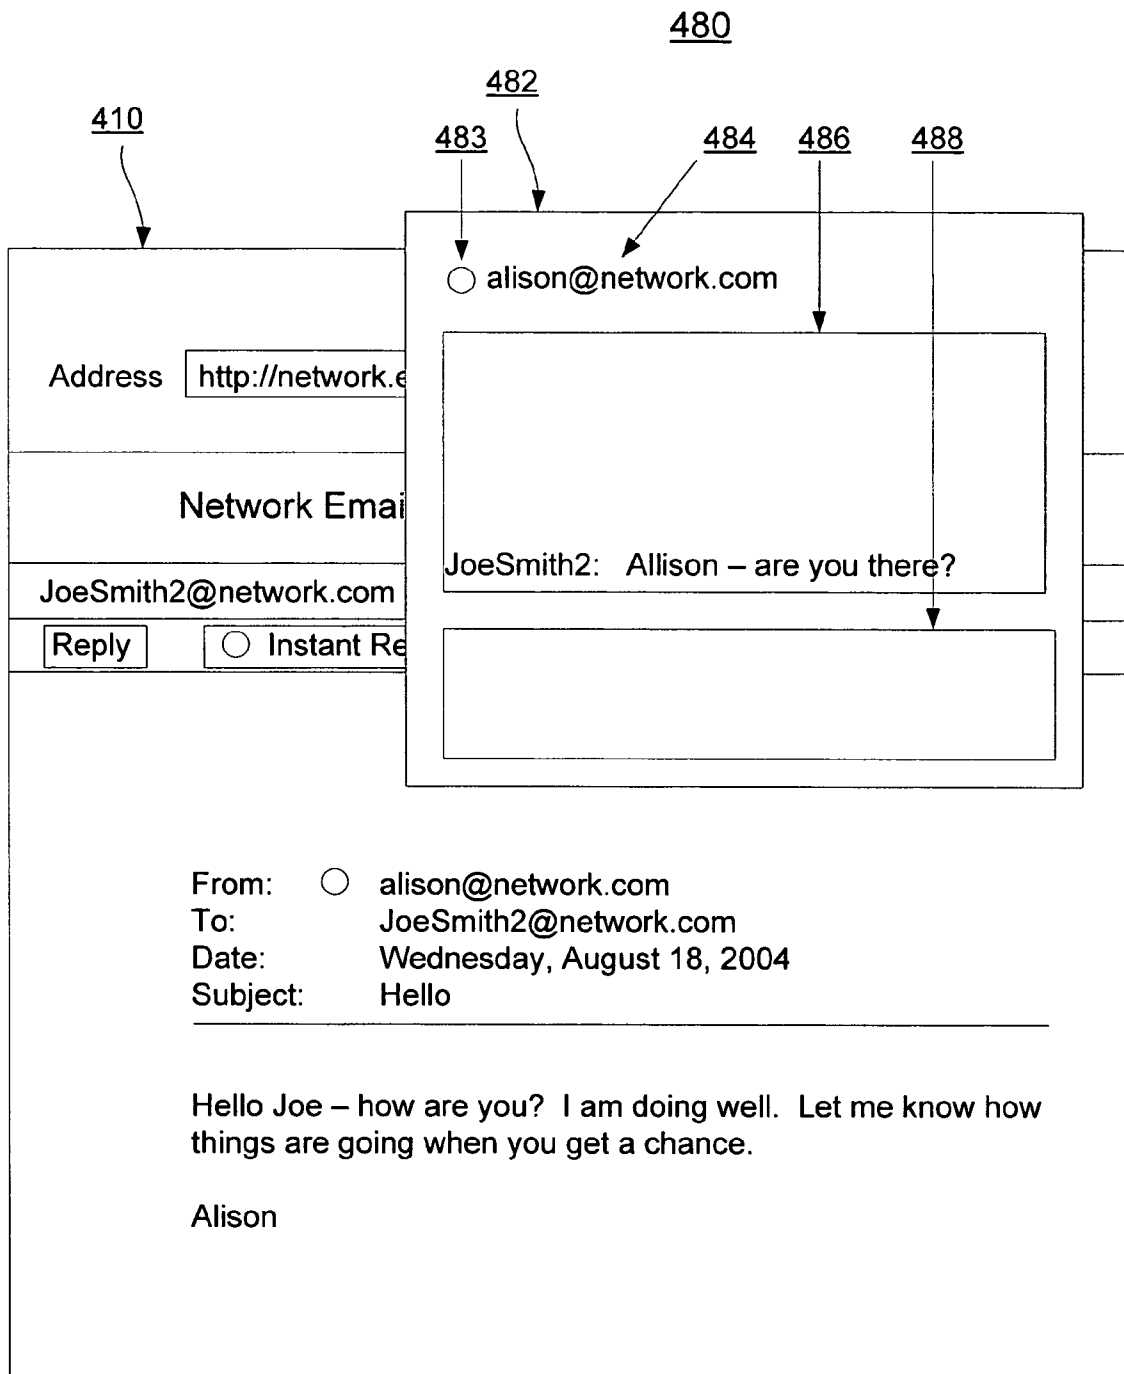 480
482
410
483
484
486
488
alison@network.com
Address
http://network.e
Network Emai
JoeSmith2: Allison – are you there?
JoeSmith2@network.com
Reply
Instant Re
From: alison@network.com
To: JoeSmith2@network.com
Date: Wednesday, August 18, 2004
Subject: Hello
Hello Joe – how are you? I am doing well. Let me know how
things are going when you get a chance.
Alison